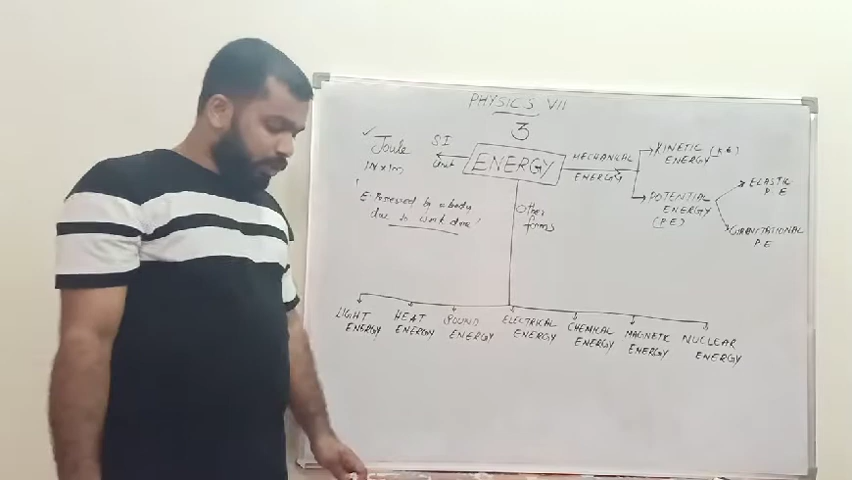 PHYSICS VII
3
✓ Joule
SI
Unit
1N x 1m
ENERGY
MECHANICAL
ENERGY
KINETIC (K E)
ENERGY
POTENTIAL
ENERGY
(P E)
ELASTIC
P E
GRAVITATIONAL
P E
E. Possessed by a body
due to work done!
Other
forms
LIGHT
ENERGY
HEAT
ENERGY
SOUND
ENERGY
ELECTRICAL
ENERGY
CHEMICAL
ENERGY
MAGNETIC
ENERGY
NUCLEAR
ENERGY